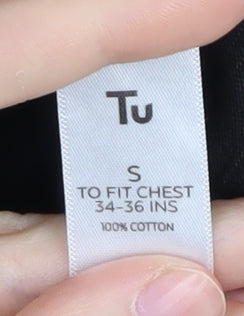 Tu
S
TO FIT CHEST
34-36 INS
100% COTTON